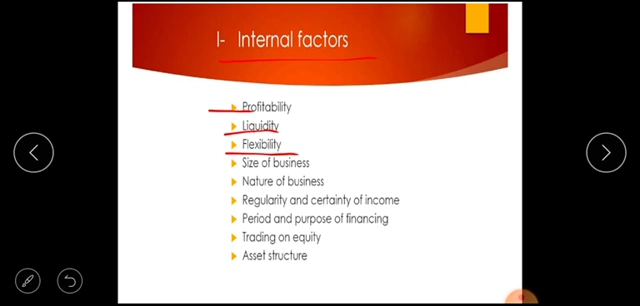 I- Internal factors
Profitability
Liquidity
Flexibility
Size of business
Nature of business
Regularity and certainty of income
Period and purpose of financing
Trading on equity
Asset structure